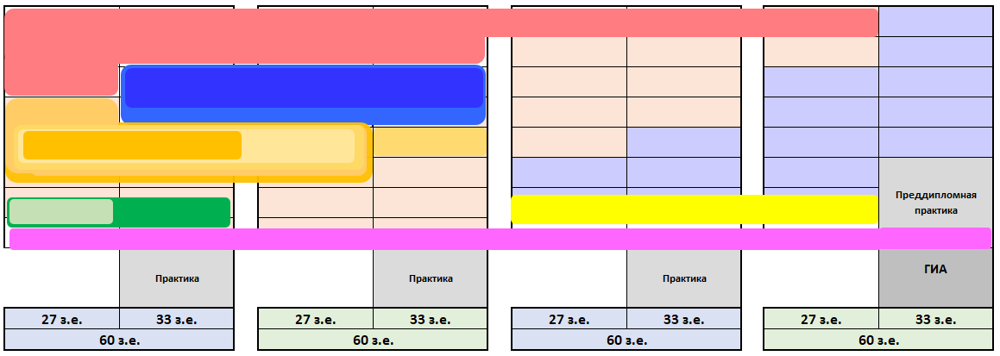 Преддипломная
практика
Практика
Практика
Практика
ГИА
27 з.е. 33 з.е. 27 з.е. 33 з.е. 27 з.е. 33 з.е. 27 з.е. 33 з.е.
60 з.е. 60 з.е. 60 з.е. 60 з.е.